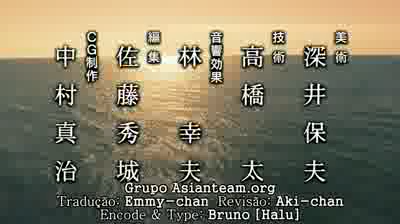 美術
深井保夫
技術
高橋太
音響効果
林幸夫
編集
佐藤秀城
CG制作
中村真治
Grupo Asianteam.org
Tradução: Emmy-chan Revisão: Aki-chan
Encode & Type: Bruno [Halu]